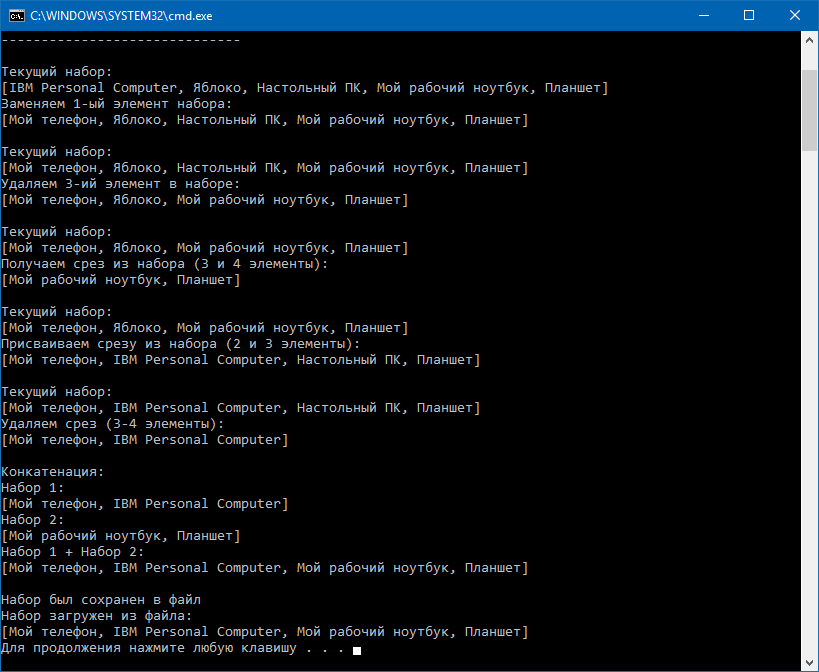 C:\WINDOWS\SYSTEM32\cmd.exe
------------------------------
Текущий набор:
[IBM Personal Computer, Яблоко, Настольный ПК, Мой рабочий ноутбук, Планшет]
Заменяем 1-ый элемент набора:
[Мой телефон, Яблоко, Настольный ПК, Мой рабочий ноутбук, Планшет]
Текущий набор:
[Мой телефон, Яблоко, Настольный ПК, Мой рабочий ноутбук, Планшет]
Удаляем 3-ий элемент в наборе:
[Мой телефон, Яблоко, Мой рабочий ноутбук, Планшет]
Текущий набор:
[Мой телефон, Яблоко, Мой рабочий ноутбук, Планшет]
Получаем срез из набора (3 и 4 элементы):
[Мой рабочий ноутбук, Планшет]
Текущий набор:
[Мой телефон, Яблоко, Мой рабочий ноутбук, Планшет]
Присваиваем срезу из набора (2 и 3 элементы):
[Мой телефон, IBM Personal Computer, Настольный ПК, Планшет]
Текущий набор:
[Мой телефон, IBM Personal Computer, Настольный ПК, Планшет]
Удаляем срез (3-4 элементы):
[Мой телефон, IBM Personal Computer]
Конкатенация:
Набор 1:
[Мой телефон, IBM Personal Computer]
Набор 2:
[Мой рабочий ноутбук, Планшет]
Набор 1 + Набор 2:
[Мой телефон, IBM Personal Computer, Мой рабочий ноутбук, Планшет]
Набор был сохранен в файл
Набор загружен из файла:
[Мой телефон, IBM Personal Computer, Мой рабочий ноутбук, Планшет]
Для продолжения нажмите любую клавишу . . .